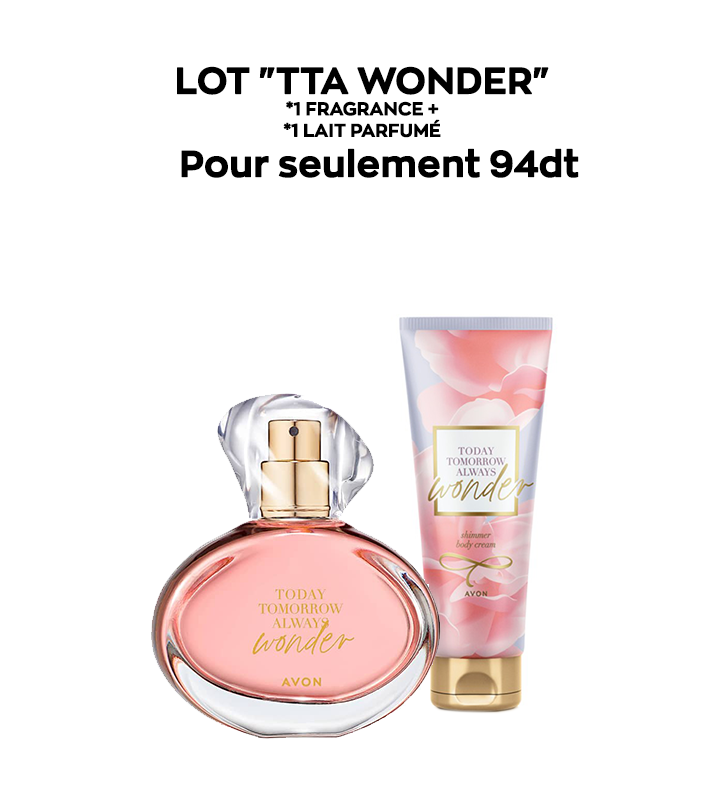 LOT "TTA WONDER"
*1 FRAGRANCE +
*1 LAIT PARFUMÉ
Pour seulement 94dt
TODAY
TOMORROW
ALWAYS
wonder
shimmer
body cream
AVON
TODAY
TOMORROW
ALWAYS
wonder
AVON